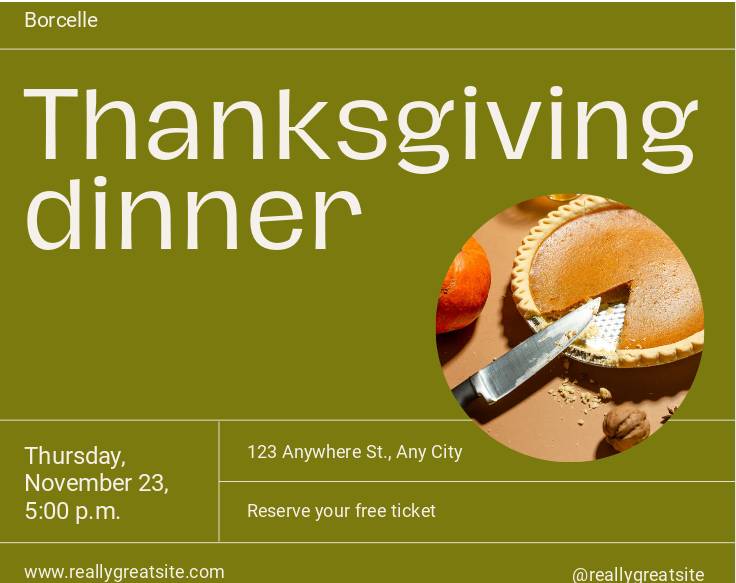 Borcelle
Thanksgiving
dinner
Thursday,
November 23,
5:00 p.m.
123 Anywhere St., Any City
Reserve your free ticket
www.reallygreatsite.com
@reallygreatsite